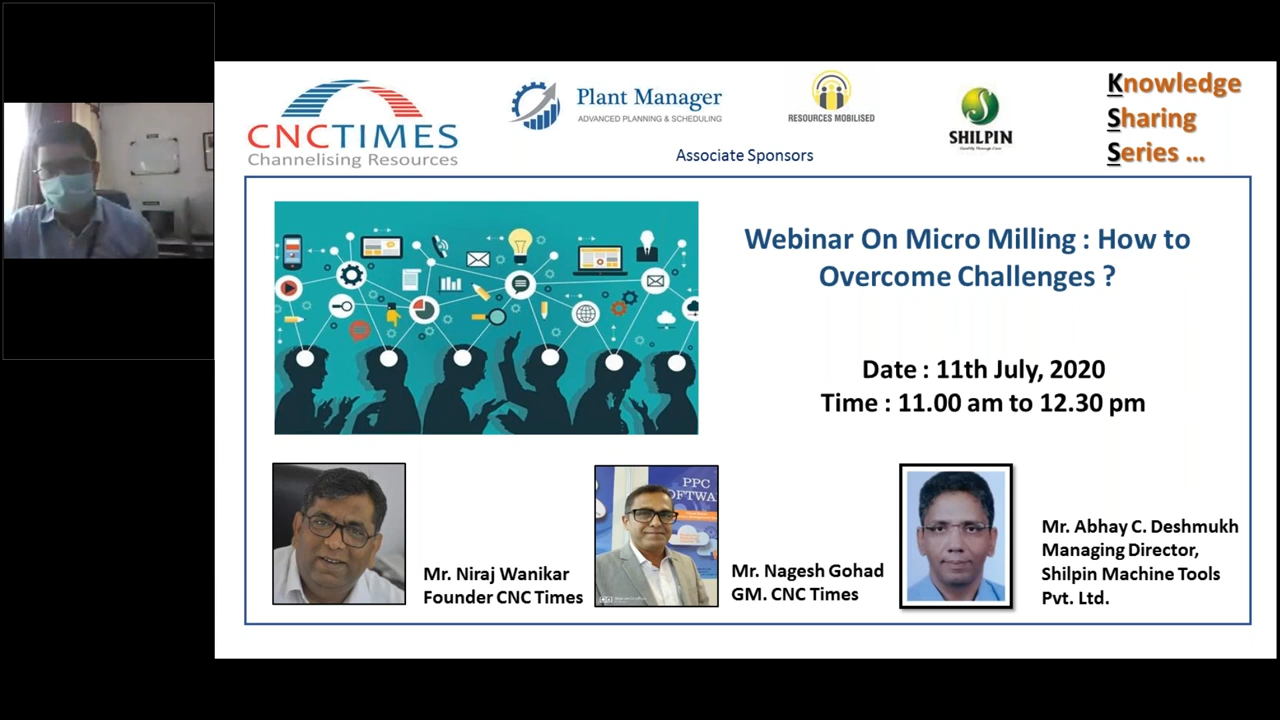 CNCTIMES
Channelising Resources
Plant Manager
ADVANCED PLANNING & SCHEDULING
RESOURCES MOBILISED
SHILPIN
Associate Sponsors
Knowledge
Sharing
Series ...
Webinar On Micro Milling : How to
Overcome Challenges ?
Date : 11th July, 2020
Time : 11.00 am to 12.30 pm
Mr. Niraj Wanikar
Founder CNC Times
PPC
OFTWA
Mr. Nagesh Gohad
GM. CNC Times
Mr. Abhay C. Deshmukh
Managing Director,
Shilpin Machine Tools
Pvt. Ltd.